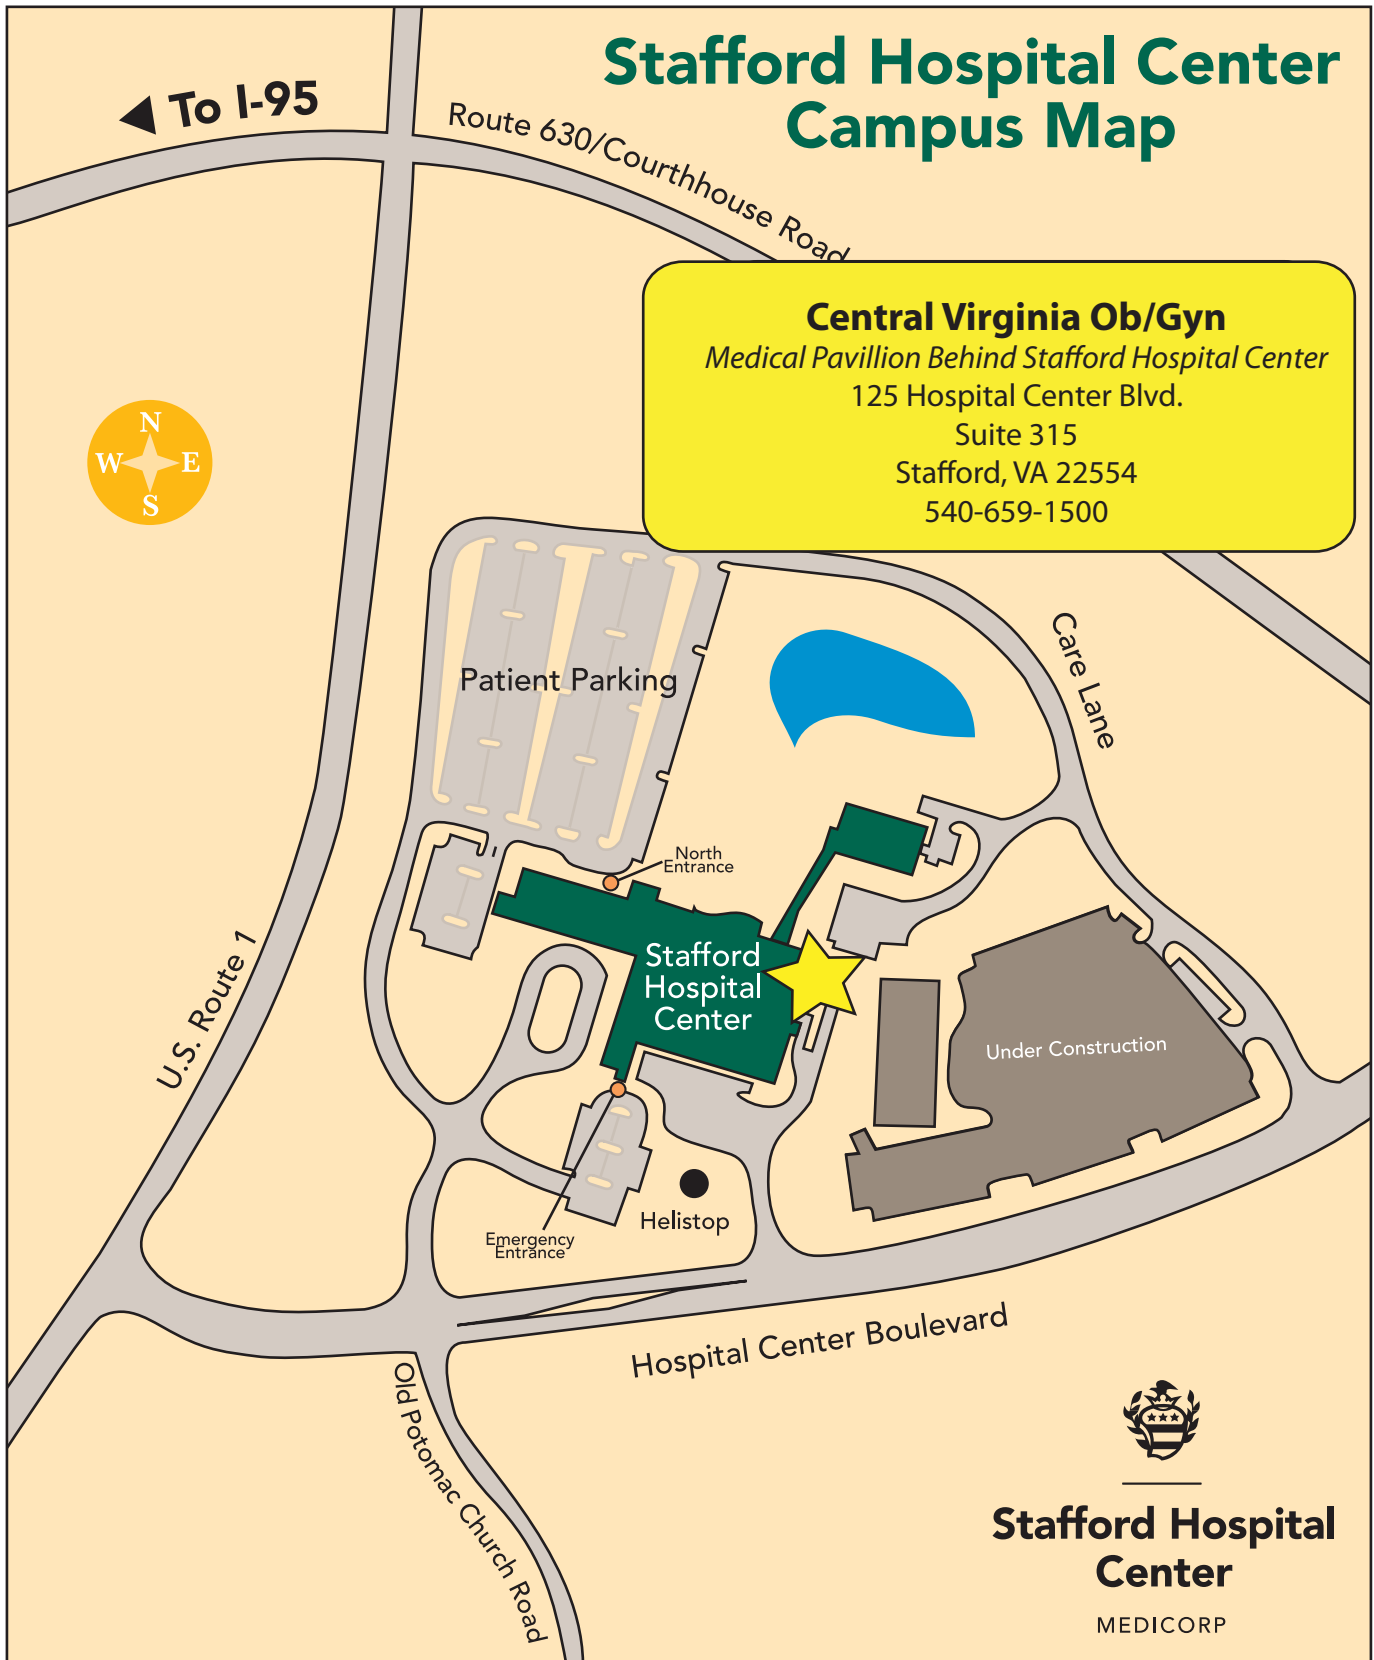 Stafford Hospital Center
Campus Map
To I-95
Route 630/Courthhouse Road
Central Virginia Ob/Gyn
Medical Pavillion Behind Stafford Hospital Center
125 Hospital Center Blvd.
Suite 315
Stafford, VA 22554
540-659-1500
N
W E
S
Care Lane
Patient Parking
North
Entrance
Stafford
Hospital
Center
U.S. Route 1
Under Construction
Helistop
Emergency
Entrance
Hospital Center Boulevard
Old Potomac Church Road
Stafford Hospital
Center
MEDICORP